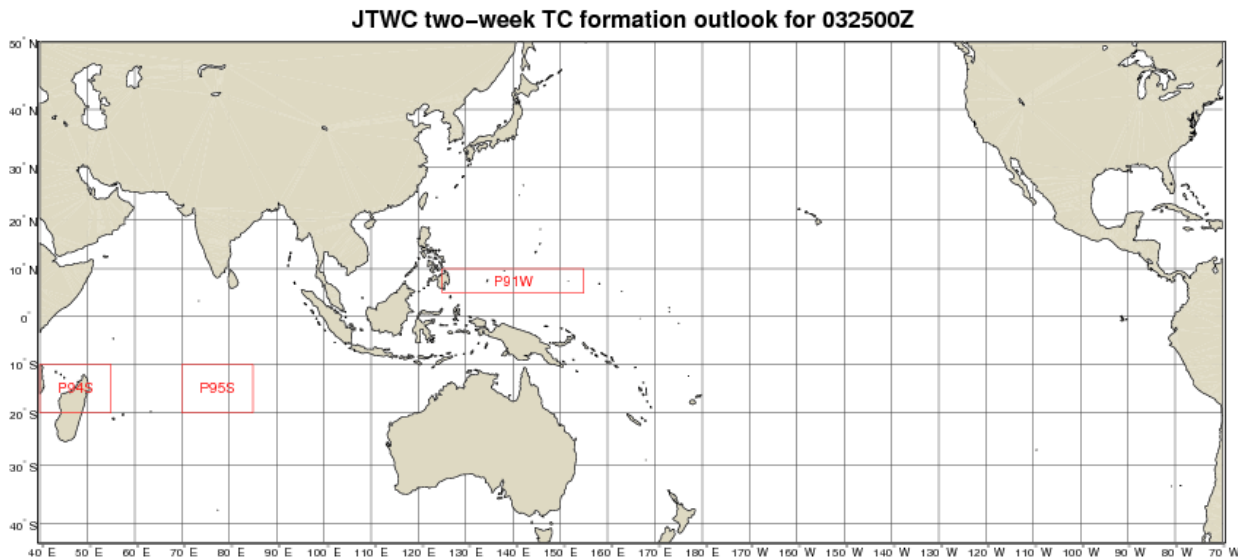 JTWC two-week TC formation outlook for 032500Z
50° N
40° N
30° N
20° N
10° N
P91W
0°
10° S
P94S P95S
20° S
30° S
40° S
40° E 50° E 60° E 70° E 80° E 90° E 100° E 110° E 120° E 130° E 140° E 150° E 160° E 170° E 180° W 170° W 160° W 150° W 140° W 130° W 120° W 110° W 100° W 90° W 80° W 70° W